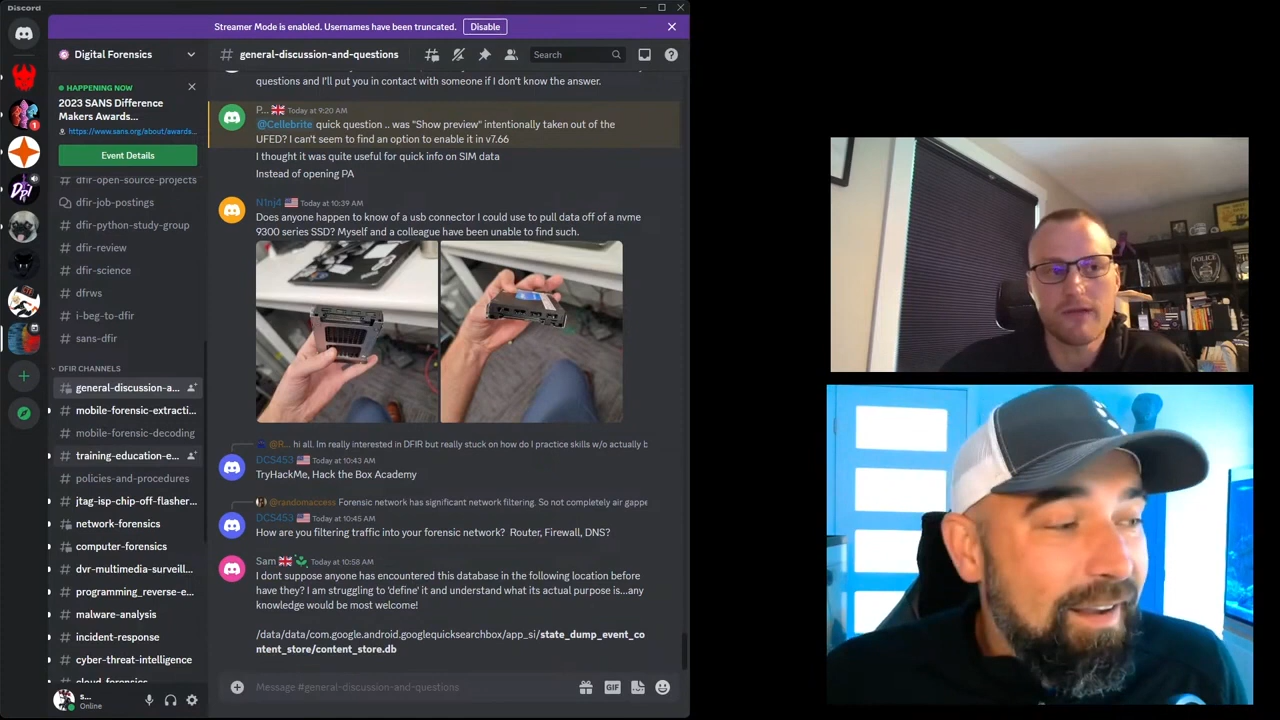 Discord
Streamer Mode is enabled. Usernames have been truncated.
Disable
Digital Forensics
general-discussion-and-questions
Search
HAPPENING NOW
2023 SANS Difference
Makers Awards...
https://www.sans.org/about/awards...
Event Details
dfir-open-source-projects
dfir-job-postings
dfir-python-study-group
dfir-review
dfir-science
dfrws
i-beg-to-dfir
sans-dfir
DFIR CHANNELS
general-discussion-a...
mobile-forensic-extracti...
mobile-forensic-decoding
training-education-e...
policies-and-procedures
jtag-isp-chip-off-flasher...
network-forensics
computer-forensics
dvr-multimedia-surveill...
programming_reverse-e...
malware-analysis
incident-response
cyber-threat-intelligence
cloud-forensics
s...
Online
questions and I'll put you in contact with someone if I don't know the answer.
P... Today at 9:20 AM
@Cellebrite quick question .. was "Show preview" intentionally taken out of the
UFED? I can't seem to find an option to enable it in v7.66
I thought it was quite useful for quick info on SIM data
Instead of opening PA
N1nj4 Today at 10:39 AM
Does anyone happen to know of a usb connector I could use to pull data off of a nvme
9300 series SSD? Myself and a colleague have been unable to find such.
@R... hi all. Im really interested in DFIR but really stuck on how do I practice skills w/o actually b
DCS453 Today at 10:43 AM
TryHackMe, Hack the Box Academy
@randomaccess Forensic network has significant network filtering. So not completely air gappe
DCS453 Today at 10:45 AM
How are you filtering traffic into your forensic network? Router, Firewall, DNS?
Sam Today at 10:58 AM
I dont suppose anyone has encountered this database in the following location before
have they? I am struggling to 'define' it and understand what its actual purpose is...any
knowledge would be most welcome!
/data/data/com.google.android.googlequicksearchbox/app_si/state_dump_event_co
ntent_store/content_store.db
Message #general-discussion-and-questions
GIF
POLICE